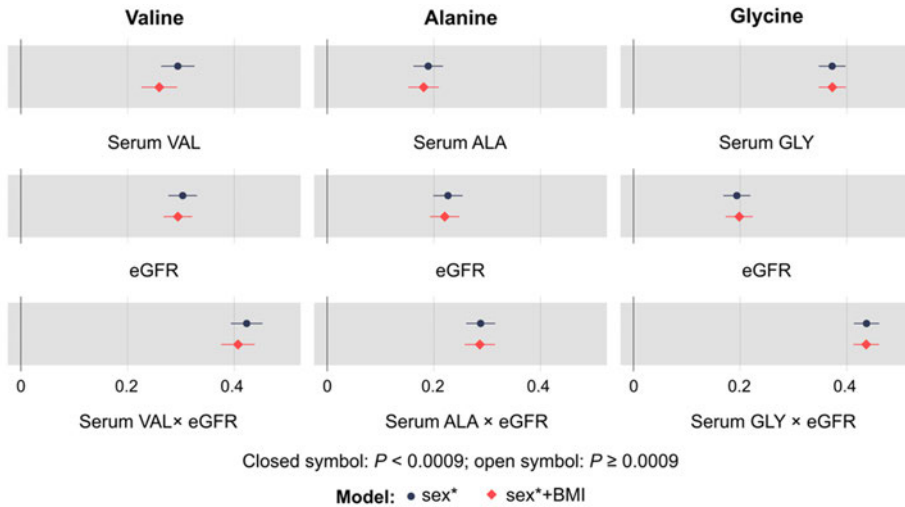 Valine Alanine Glycine
Serum VAL Serum ALA Serum GLY
eGFR eGFR eGFR
0 0.2 0.4 0 0.2 0.4 0 0.2 0.4
Serum VAL× eGFR Serum ALA × eGFR Serum GLY × eGFR
Closed symbol: P < 0.0009; open symbol: P ≥ 0.0009
Model: sex* sex*+BMI